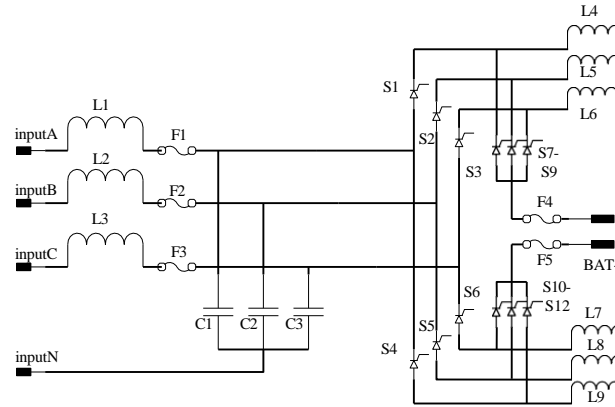 L4
L5
L6
S1
S2
S3
S7-
S9
L1
inputA
F1
L2
inputB
F2
L3
inputC
F3
F4
F5
BAT-
C1
C2
C3
S6
S10-
S12
L7
L8
L9
S5
S4
inputN